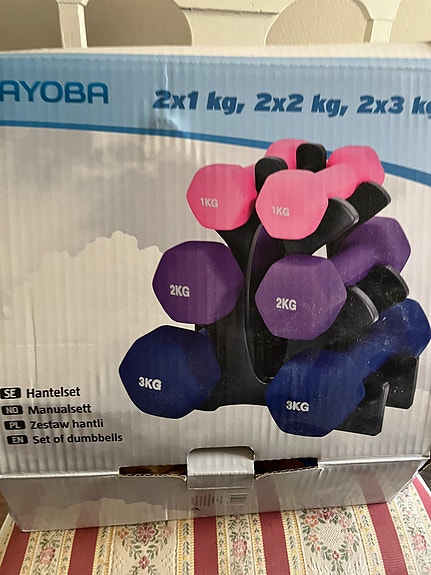 AYOBA
2x1 kg, 2x2 kg, 2x3 kg
1KG
1KG
2KG
2KG
3KG
3KG
SE Hantelset
NO Manualsett
PL Zestaw hantli
EN Set of dumbbells